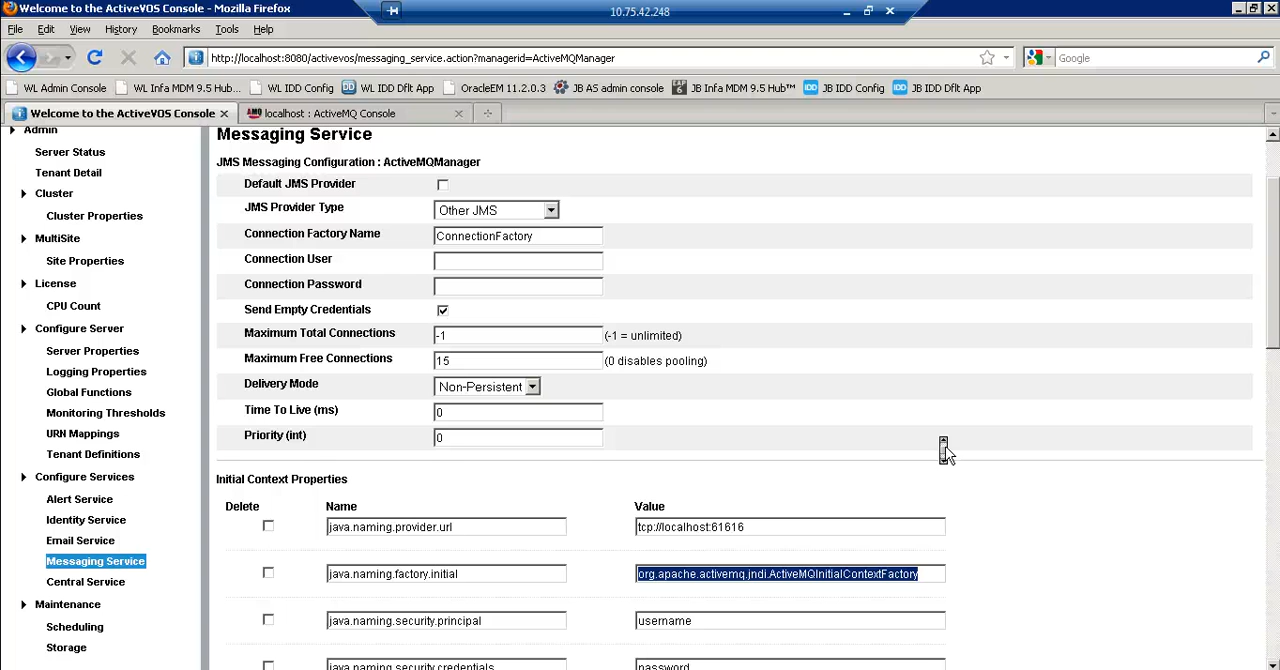 Welcome to the ActiveVOS Console - Mozilla Firefox
10.75.42.248
File Edit View History Bookmarks Tools Help
http://localhost:8080/activevos/messaging_service.action?managerid=ActiveMQManager
Google
WL Admin Console WL Infa MDM 9.5 Hub... WL IDD Config WL IDD Dflt App OracleEM 11.2.0.3 JB AS admin console JB Infa MDM 9.5 Hub™ JB IDD Config JB IDD Dflt App
Welcome to the ActiveVOS Console localhost : ActiveMQ Console
Admin
Server Status
Tenant Detail
Cluster
Cluster Properties
MultiSite
Site Properties
License
CPU Count
Configure Server
Server Properties
Logging Properties
Global Functions
Monitoring Thresholds
URN Mappings
Tenant Definitions
Configure Services
Alert Service
Identity Service
Email Service
Messaging Service
Central Service
Maintenance
Scheduling
Storage
Messaging Service
JMS Messaging Configuration : ActiveMQManager
Default JMS Provider
JMS Provider Type Other JMS
Connection Factory Name ConnectionFactory
Connection User
Connection Password
Send Empty Credentials
Maximum Total Connections -1 (-1 = unlimited)
Maximum Free Connections 15 (0 disables pooling)
Delivery Mode Non-Persistent
Time To Live (ms) 0
Priority (int) 0
Initial Context Properties
Delete Name Value
java.naming.provider.url tcp://localhost:61616
java.naming.factory.initial org.apache.activemq.jndi.ActiveMQInitialContextFactory
java.naming.security.principal username
java.naming.security.credentials password